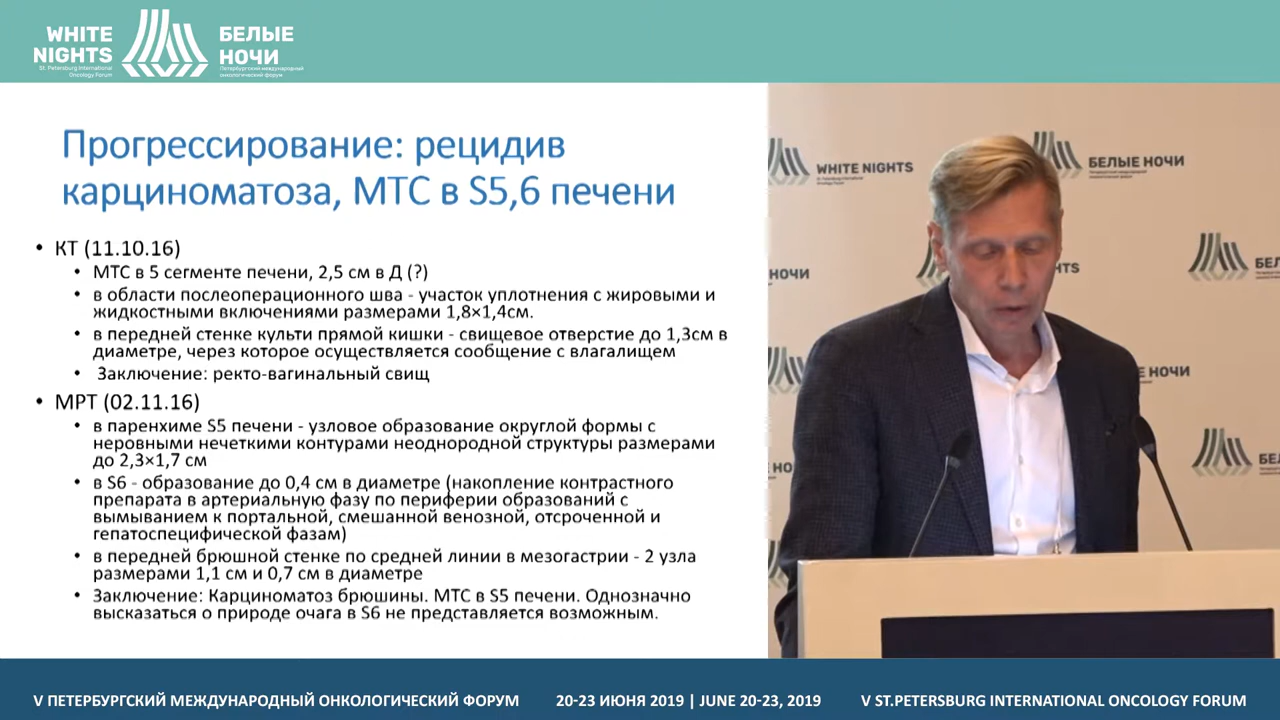 WHITE
NIGHTS
St. Petersburg International
Oncology Forum
БЕЛЫЕ
НОЧИ
Петербургский международный
онкологический форум
Прогрессирование: рецидив
карциноматоза, МТС в S5,6 печени
• КТ (11.10.16)
• МТС в 5 сегменте печени, 2,5 см в Д (?)
• в области послеоперационного шва - участок уплотнения с жировыми и
жидкостными включениями размерами 1,8×1,4см.
• в передней стенке культи прямой кишки - свищевое отверстие до 1,3см в
диаметре, через которое осуществляется сообщение с влагалищем
• Заключение: ректо-вагинальный свищ
• МРТ (02.11.16)
• в паренхиме S5 печени - узловое образование округлой формы с
неровными нечеткими контурами неоднородной структуры размерами
до 2,3×1,7 см
• в S6 - образование до 0,4 см в диаметре (накопление контрастного
препарата в артериальную фазу по периферии образований с
вымыванием к портальной, смешанной венозной, отсроченной и
гепатоспецифической фазам)
• в передней брюшной стенке по средней линии в мезогастрии - 2 узла
размерами 1,1 см и 0,7 см в диаметре
• Заключение: Карциноматоз брюшины. МТС в S5 печени. Однозначно
высказаться о природе очага в S6 не представляется возможным.
WHITE NIGHTS
БЕЛЫЕ НОЧИ
НОЧИ
НTS
БЕЛ
ЫЕ НОЧИ
НОЧИ
БЕЛ
V ПЕТЕРБУРГСКИЙ МЕЖДУНАРОДНЫЙ ОНКОЛОГИЧЕСКИЙ ФОРУМ
20-23 ИЮНЯ 2019 | JUNE 20-23, 2019
V ST.PETERSBURG INTERNATIONAL ONCOLOGY FORUM